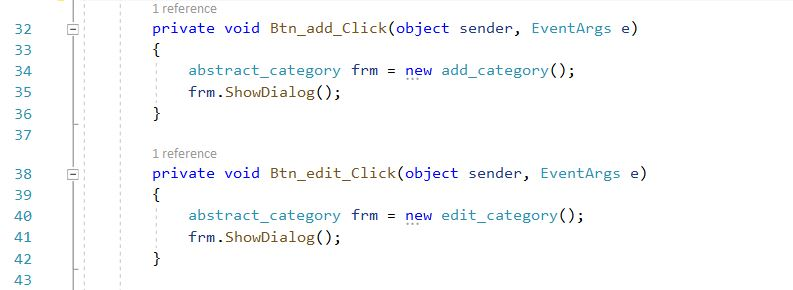 1 reference
32 private void Btn_add_Click(object sender, EventArgs e)
33 {
34 abstract_category frm = new add_category();
35 frm.ShowDialog();
36 }
37
1 reference
38 private void Btn_edit_Click(object sender, EventArgs e)
39 {
40 abstract_category frm = new edit_category();
41 frm.ShowDialog();
42 }
43